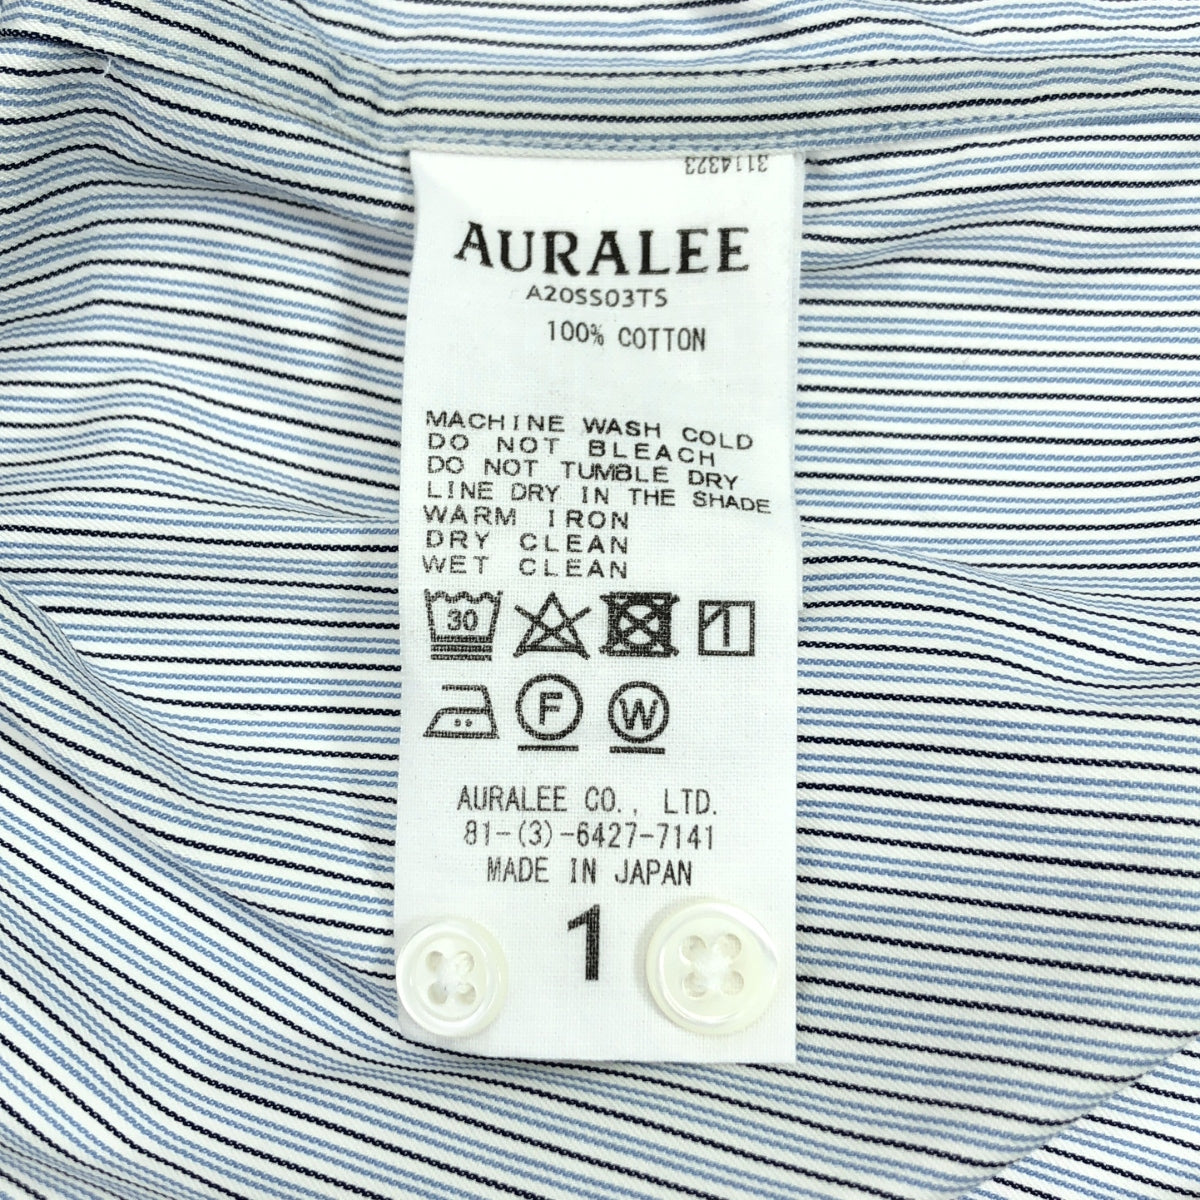 3114323
AURALEE
A20SS03TS
100% COTTON
MACHINE WASH COLD
DO NOT BLEACH
DO NOT TUMBLE DRY
LINE DRY IN THE SHADE
WARM IRON
DRY CLEAN
WET CLEAN
30
F W
AURALEE CO., LTD.
81-(3)-6427-7141
MADE IN JAPAN
1